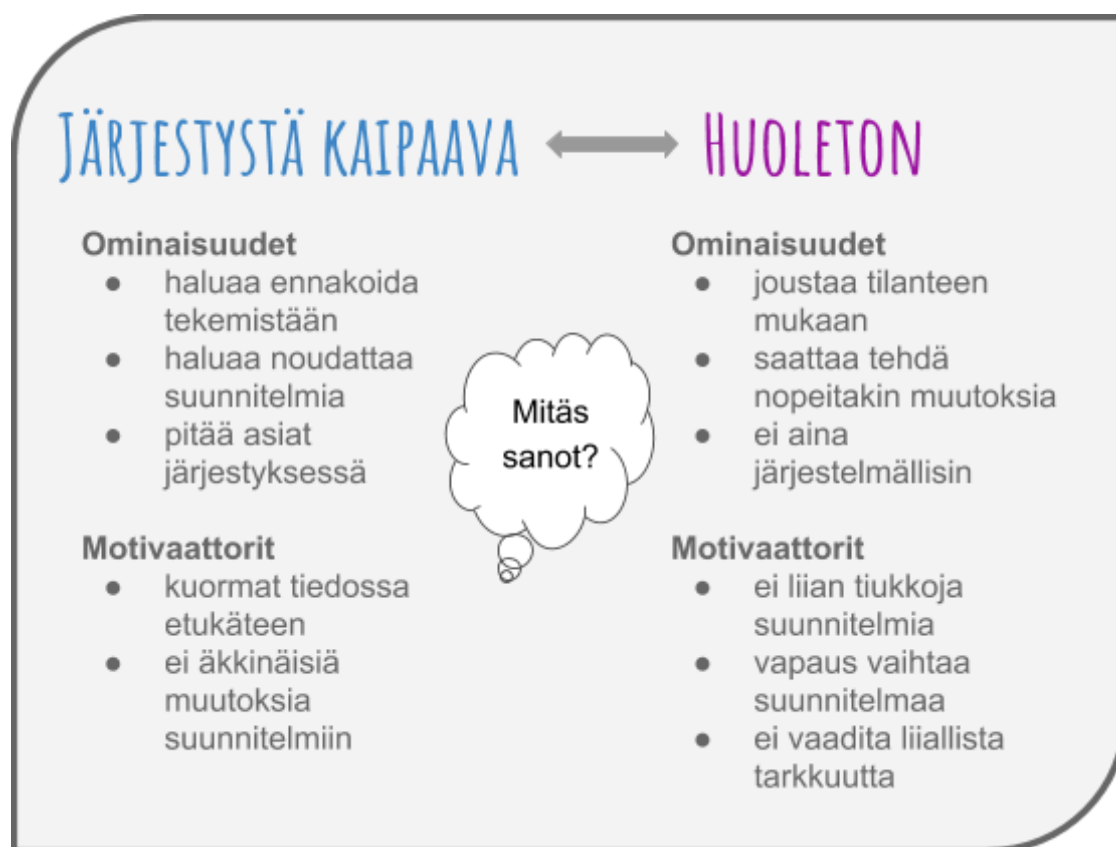 JÄRJESTYSTÄ KAIPAAVA
HUOLETON
Ominaisuudet
● haluaa ennakoida
tekemistään
● haluaa noudattaa
suunnitelmia
● pitää asiat
järjestyksessä
Motivaattorit
● kuormat tiedossa
etukäteen
● ei äkkinäisiä
muutoksia
suunnitelmiin
Mitäs
sanot?
Ominaisuudet
● joustaa tilanteen
mukaan
● saattaa tehdä
nopeitakin muutoksia
● ei aina
järjestelmällisin
Motivaattorit
● ei liian tiukkoja
suunnitelmia
● vapaus vaihtaa
suunnitelmaa
● ei vaadita liiallista
tarkkuutta